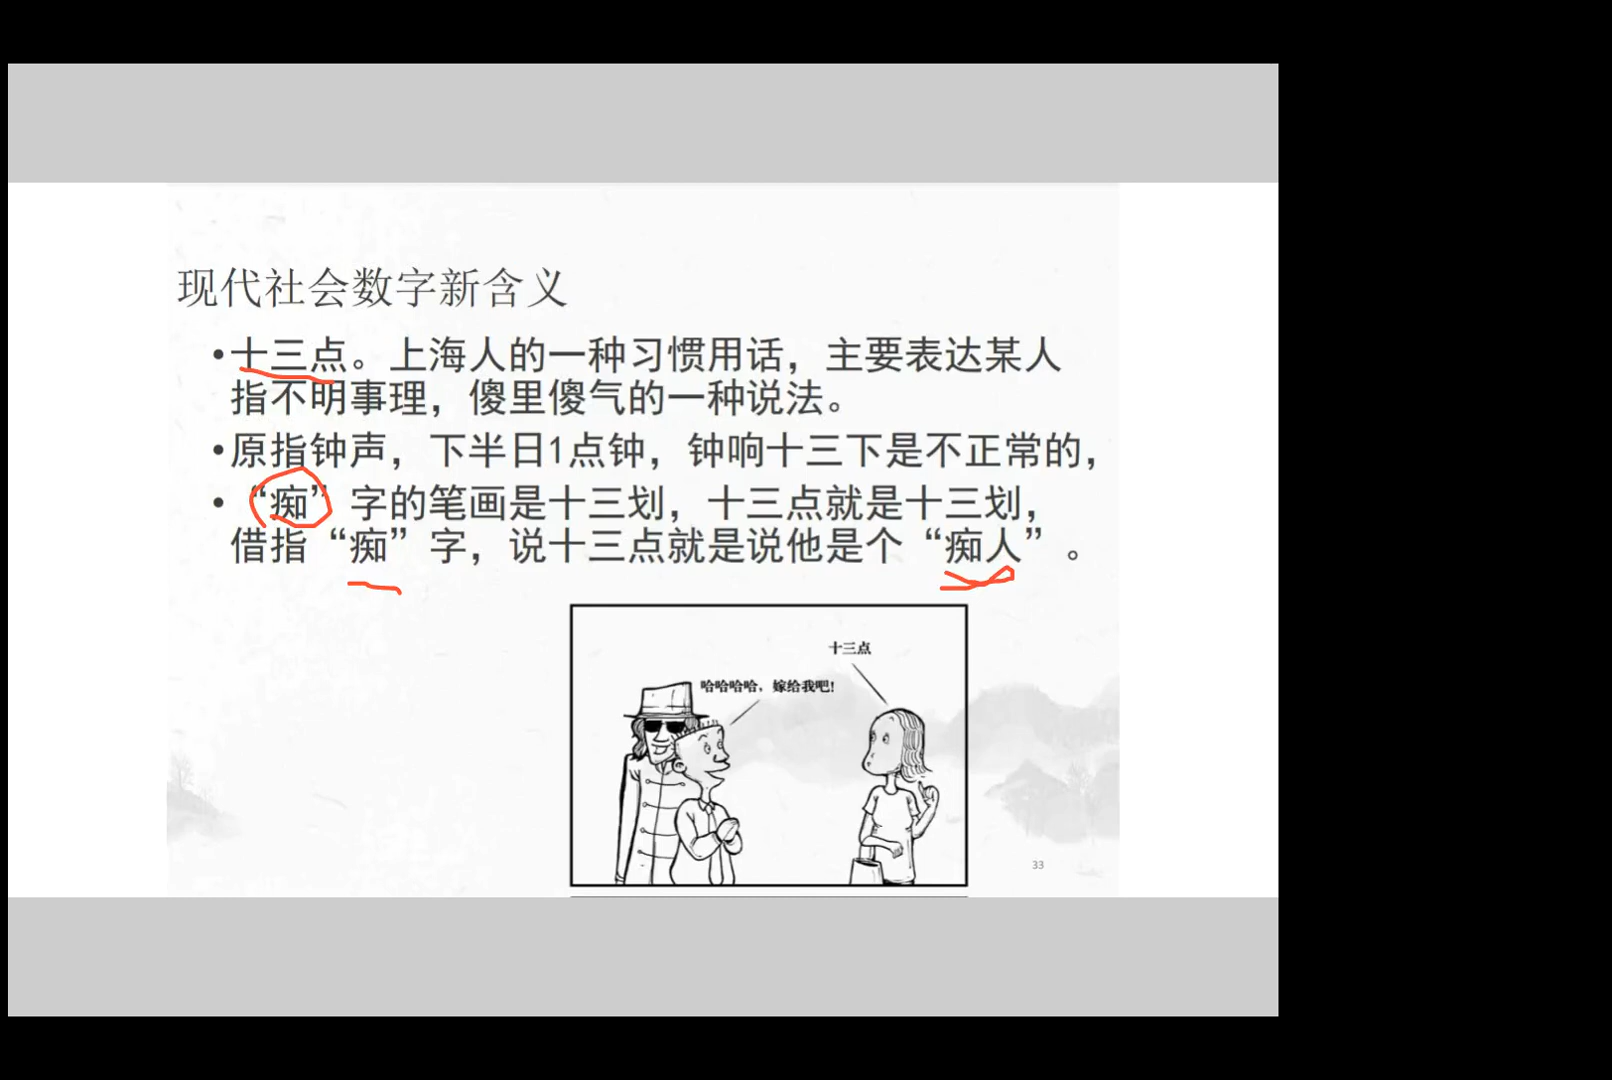 现代社会数字新含义
•十三点。上海人的一种习惯用话，主要表达某人
指不明事理，傻里傻气的一种说法。
•原指钟声，下半日1点钟，钟响十三下是不正常的，
•“痴”字的笔画是十三划，十三点就是十三划，
借指“痴”字，说十三点就是说他是个“痴人”。
十三点
哈哈哈哈，嫁给我吧！
33